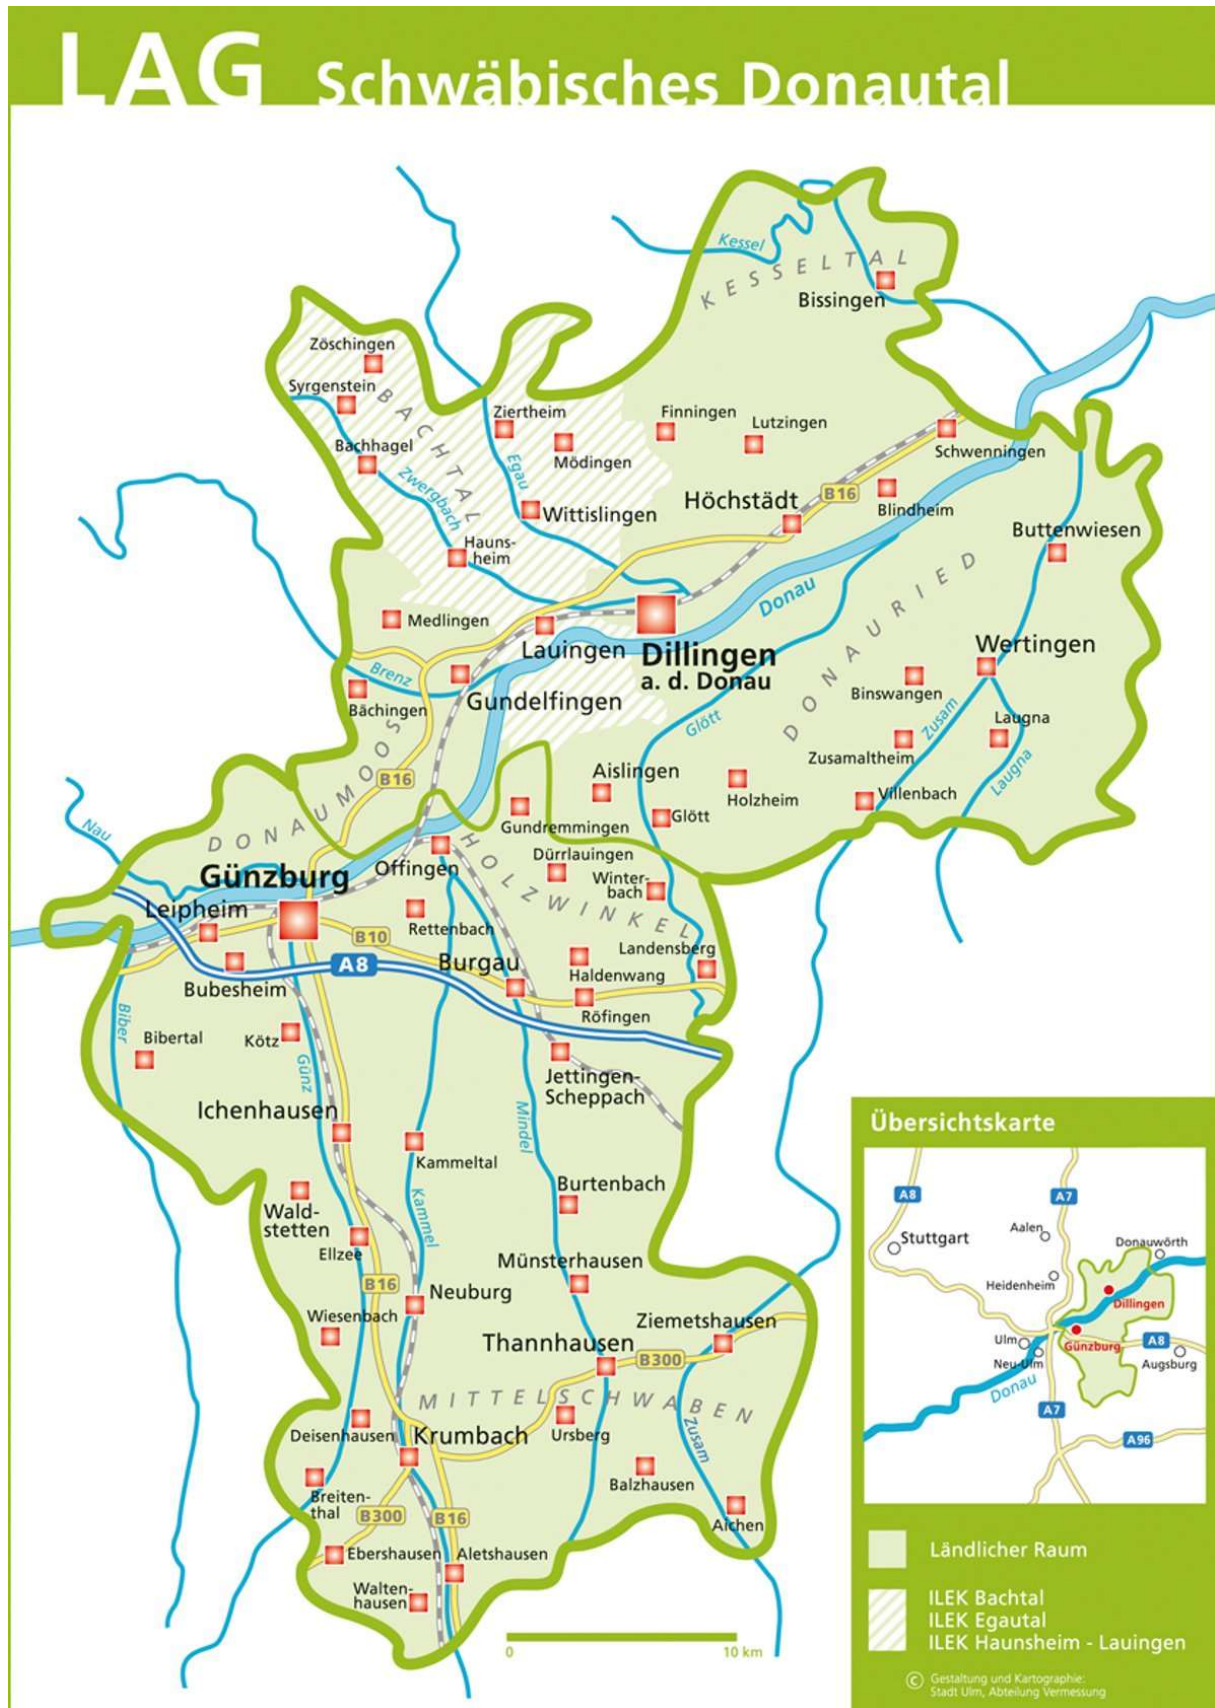 LAG Schwäbisches Donautal
Kessel
KESSELTAL
Bissingen
Zöschingen
Syrgenstein
BACHTAL
Bachhagel
Zwergbach
Ziertheim
Egau
Mödingen
Finningen
Lutzingen
Schwenningen
Wittislingen
Höchstädt
B16
Blindheim
Buttenwiesen
Hauns-
heim
Donau
DONAURIED
Medlingen
Lauingen
Dillingen
a. d. Donau
Wertingen
Brenz
Bächingen
Gundelfingen
Binswangen
Glött
Zusam
Laugna
Zusamaltheim
Laugna
DONAUMOOS
B16
Aislingen
Holzheim
Villenbach
Gundremmingen
Glött
Nau
Günzburg
Offingen
HOLZWINKEL
Dürrlauingen
Winter-
bach
Leipheim
Rettenbach
B10
Landensberg
A8
Burgau
Haldenwang
Bubesheim
Röfingen
Biber
Bibertal
Kötz
Günz
Jettingen-
Scheppach
Ichenhausen
Mindel
Kammeltal
Burtenbach
Wald-
stetten
Kammel
Ellzee
Münsterhausen
B16
Neuburg
Wiesenbach
Ziemetshausen
Thannhausen
B300
MITTELSCHWABEN
Deisenhausen
Krumbach
Ursberg
Zusam
Balzhausen
Breiten-
thal
B300
B16
Aichen
Ebershausen
Aletshausen
Walten-
hausen
0
10 km
Übersichtskarte
A8
A7
Stuttgart
Aalen
Donauwörth
Heidenheim
Dillingen
Ulm
Günzburg
A8
Neu-Ulm
Augsburg
Donau
A7
A96
Ländlicher Raum
ILEK Bachtal
ILEK Egautal
ILEK Haunsheim - Lauingen
© Gestaltung und Kartographie:
Stadt Ulm, Abteilung Vermessung